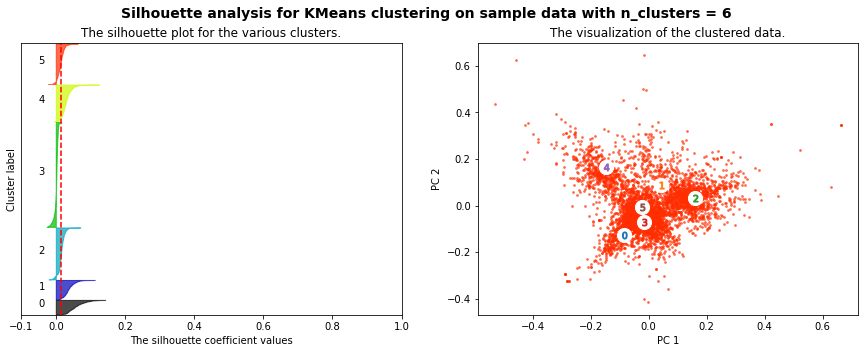 Silhouette analysis for KMeans clustering on sample data with n_clusters = 6
The silhouette plot for the various clusters.
5
4
3
2
1
0
Cluster label
−0.1 0.0 0.2 0.4 0.6 0.8 1.0
The silhouette coefficient values
The visualization of the clustered data.
0.6
0.4
0.2
0.0
−0.2
−0.4
PC 2
4
1
2
5
3
0
−0.4 −0.2 0.0 0.2 0.4 0.6
PC 1